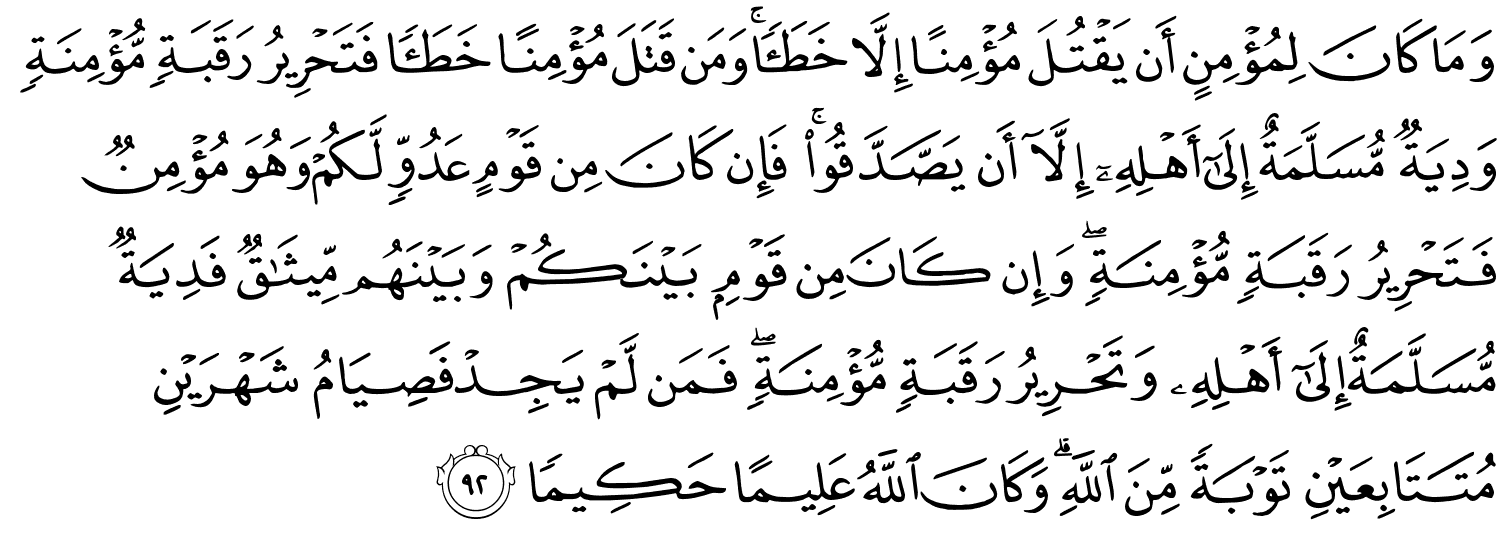 وَمَا كَانَ لِمُؤْمِنٍ أَن يَقْتُلَ مُؤْمِنًا إِلَّا خَطَـًٔا ۚ وَمَن قَتَلَ مُؤْمِنًا خَطَـًٔا فَتَحْرِيرُ رَقَبَةٍ مُّؤْمِنَةٍ
وَدِيَةٌ مُّسَلَّمَةٌ إِلَىٰٓ أَهْلِهِۦٓ إِلَّآ أَن يَصَّدَّقُوا۟ ۚ فَإِن كَانَ مِن قَوْمٍ عَدُوٍّ لَّكُمْ وَهُوَ مُؤْمِنٌ
فَتَحْرِيرُ رَقَبَةٍ مُّؤْمِنَةٍ ۖ وَإِن كَانَ مِن قَوْمٍۭ بَيْنَكُمْ وَبَيْنَهُم مِّيثَـٰقٌ فَدِيَةٌ
مُّسَلَّمَةٌ إِلَىٰٓ أَهْلِهِۦ وَتَحْرِيرُ رَقَبَةٍ مُّؤْمِنَةٍ ۖ فَمَن لَّمْ يَجِدْ فَصِيَامُ شَهْرَيْنِ
مُتَتَابِعَيْنِ تَوْبَةً مِّنَ ٱللَّهِ ۗ وَكَانَ ٱللَّهُ عَلِيمًا حَكِيمًا ٩٢